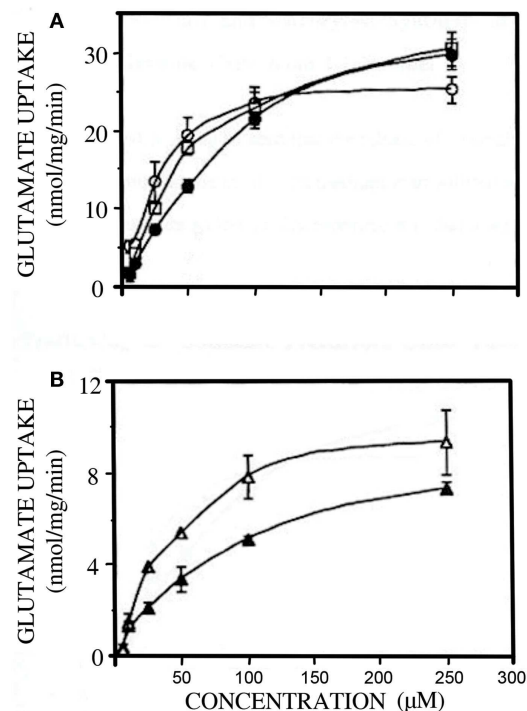 A
30
20
10
0
GLUTAMATE UPTAKE
(nmol/mg/min)
B
12
8
4
0
GLUTAMATE UPTAKE
(nmol/mg/min)
50 100 150 200 250 300
CONCENTRATION (µM)